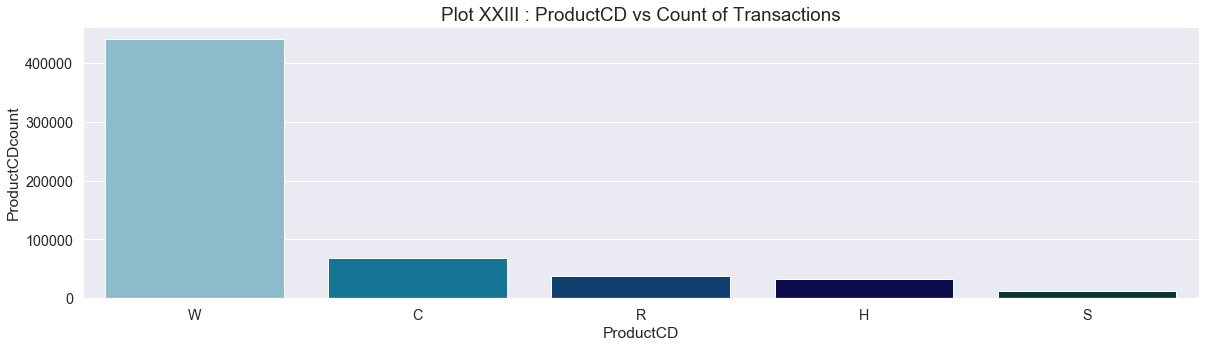 Plot XXIII : ProductCD vs Count of Transactions
400000
300000
200000
100000
0
ProductCDcount
W C R H S
ProductCD